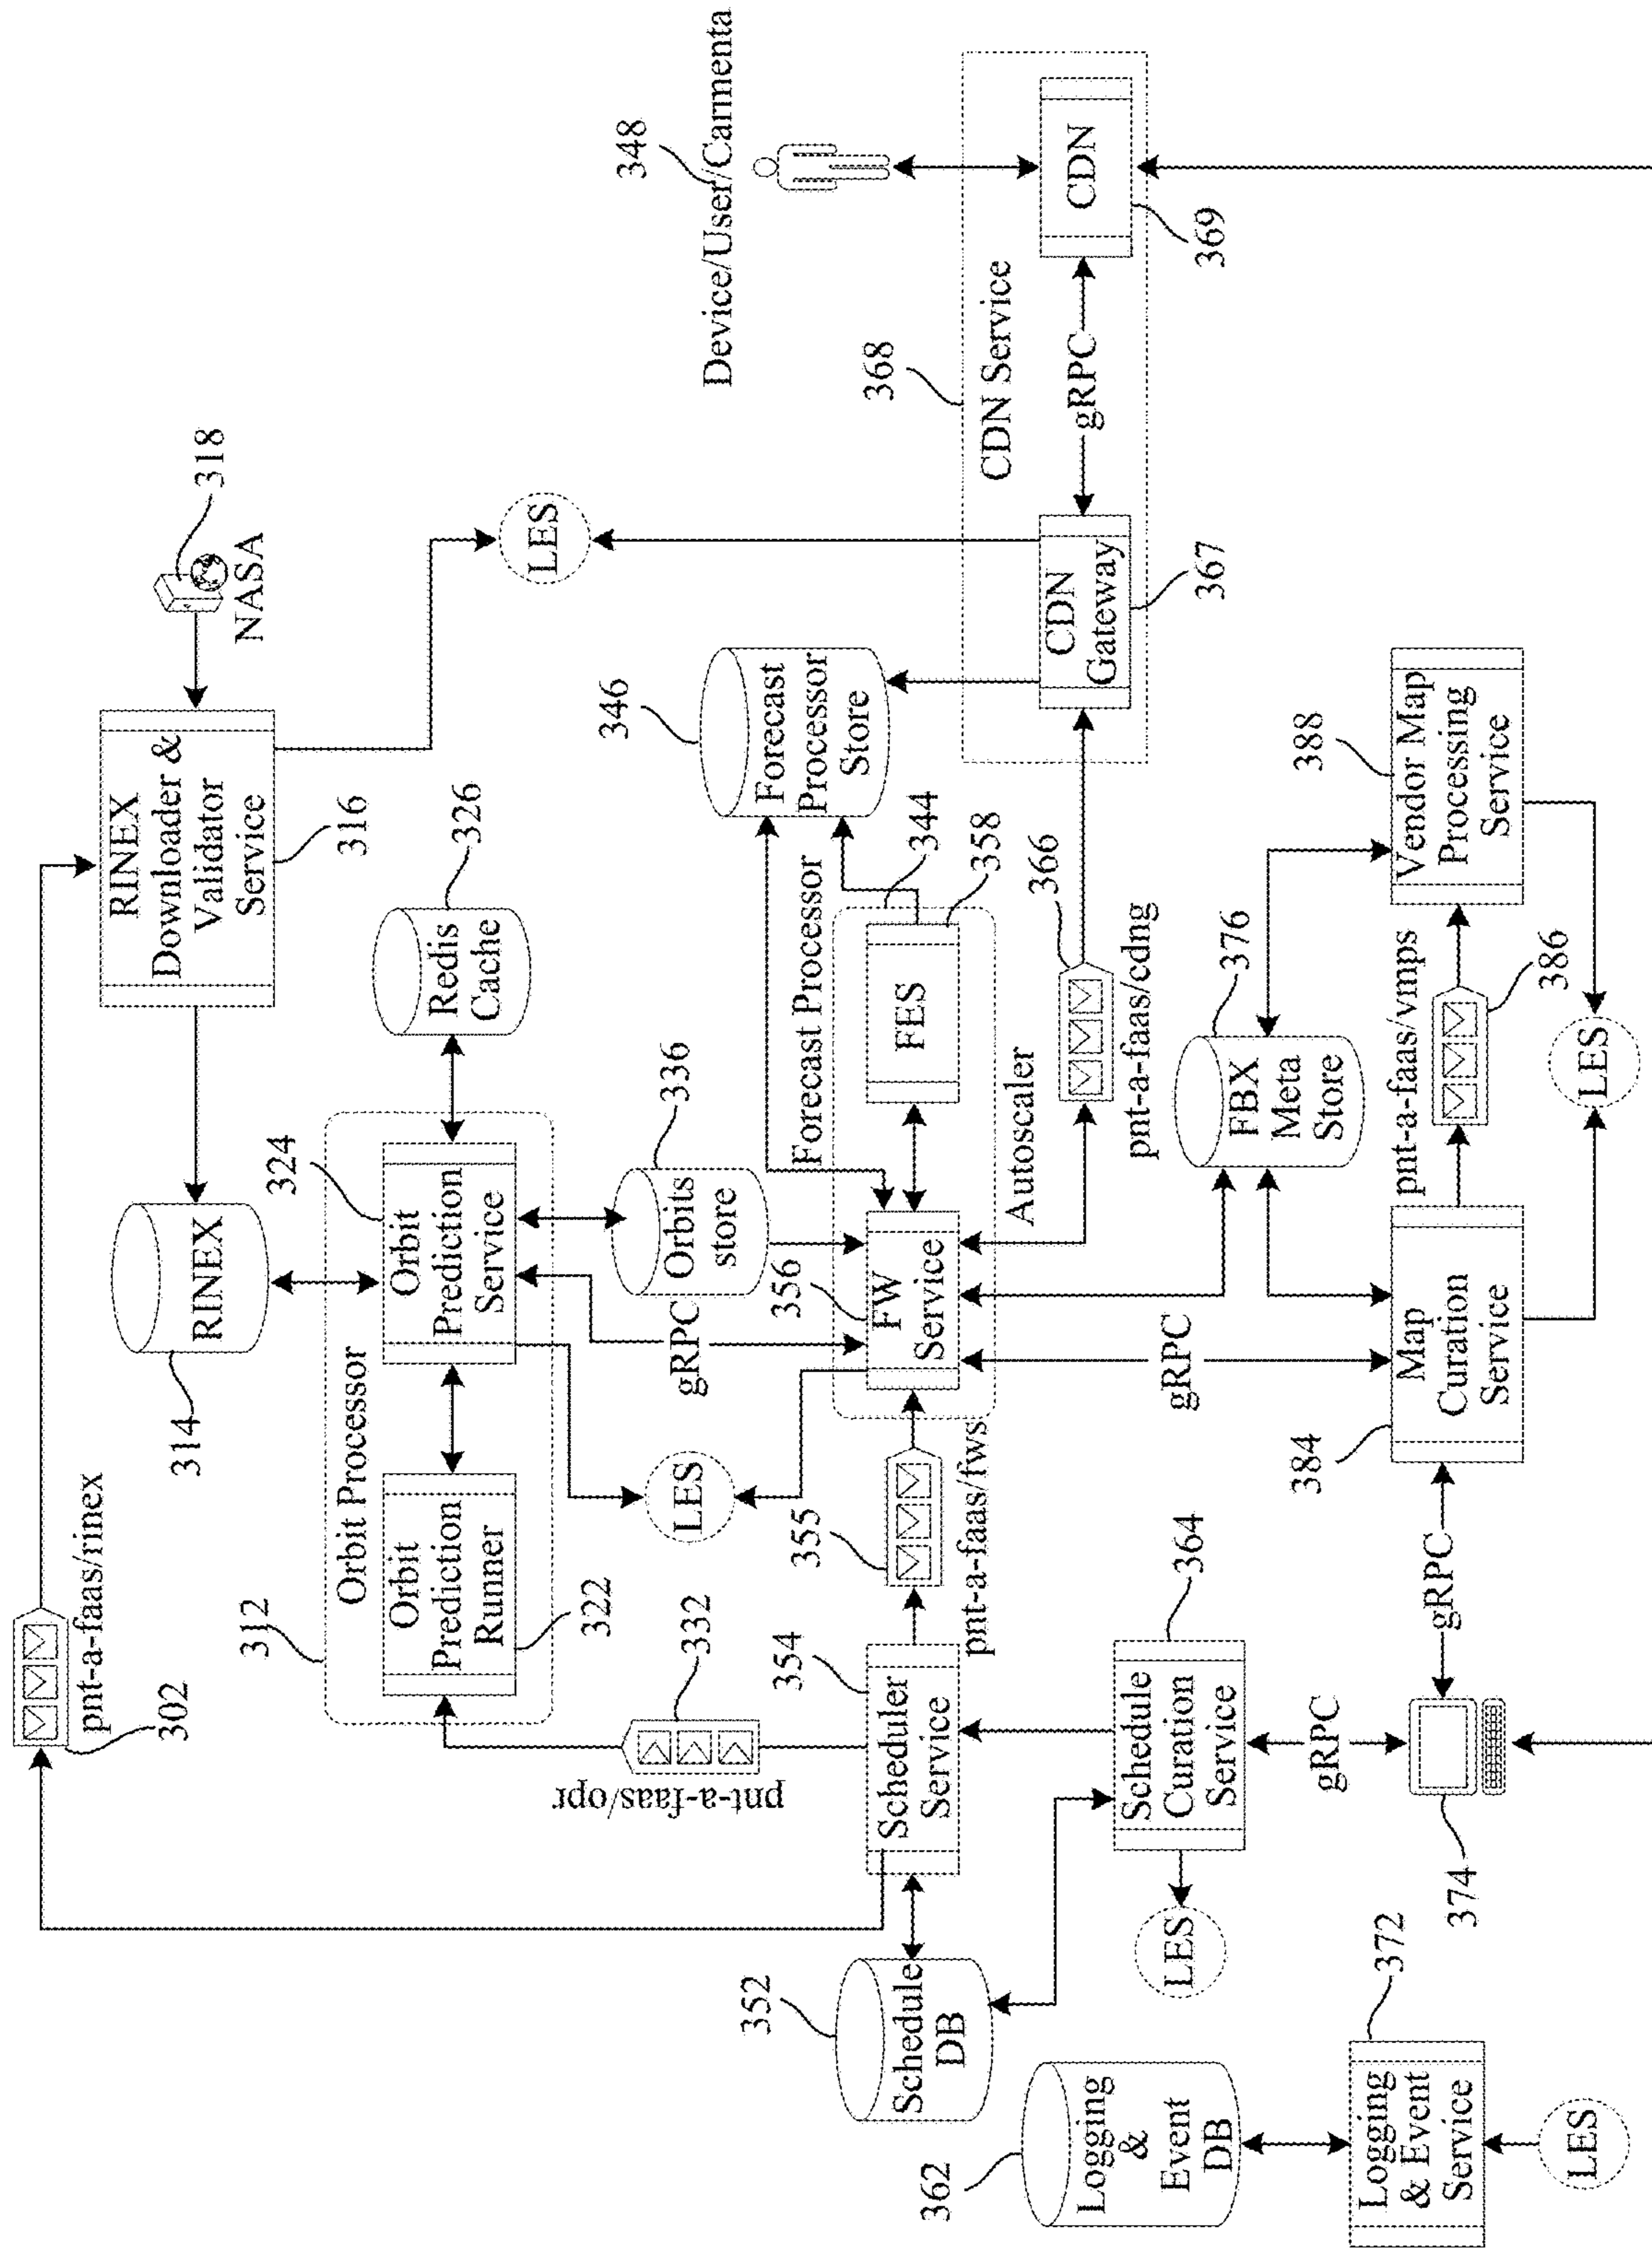 302
pnt-a-faas/rinex
RINEX
Downloader &
Validator
Service
316
318
NASA
314
RINEX
312
Orbit Processor
Orbit
Prediction
Runner
322
324
Orbit
Prediction
Service
326
Redis
Cache
LES
348
Device/User/Carmenta
332
pnt-a-faas/opr
336
Orbits
store
gRPC
LES
346
Forecast
Processor
Store
Forecast Processor
344
358
352
Schedule
DB
354
Scheduler
Service
355
pnt-a-faas/fws
356
FW
Service
FES
Autoscaler
366
pnt-a-faas/cdng
368
CDN Service
CDN
Gateway
367
gRPC
CDN
369
362
Logging
&
Event
DB
364
Schedule
Curation
Service
LES
gRPC
gRPC
376
FBX
Meta
Store
372
Logging
& Event
Service
LES
374
gRPC
384
Map
Curation
Service
pnt-a-faas/vmps
386
388
Vendor Map
Processing
Service
LES